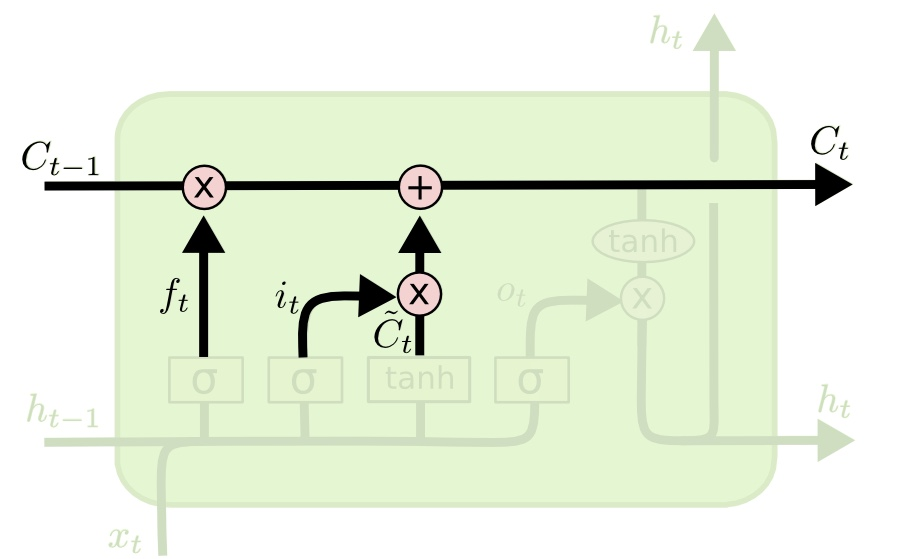 h_t
C_{t-1}
C_t
x
+
tanh
f_t
i_t
x
o_t
x
C̃_t
σ
σ
tanh
σ
h_{t-1}
h_t
x_t